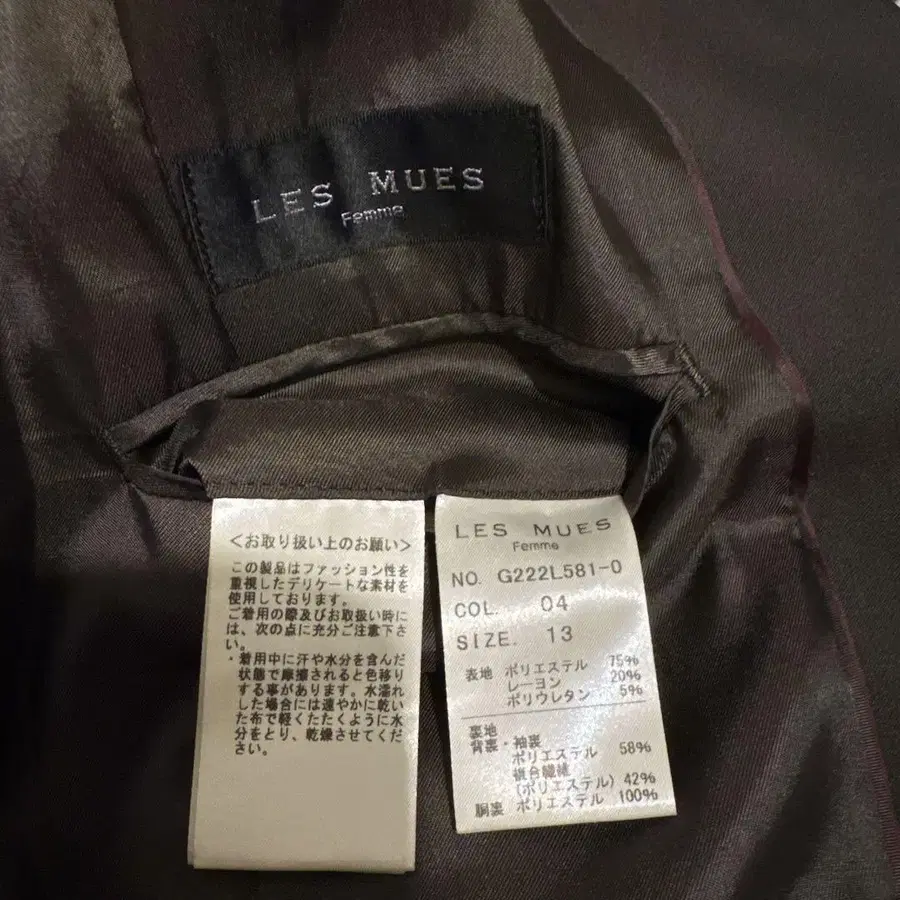 LES MUES
Femme
<お取り扱い上のお願い>
この製品はファッション性を
重視したデリケートな素材を
使用しております。
ご着用の際及びお取扱い時に
は、次の点に充分ご注意下さ
い。
・着用中に汗や水分を含んだ
状態で摩擦されると色移り
する事があります。水濡れ
した場合には速やかに乾い
た布で軽くたたくように水
分をとり、乾燥させてくだ
さい。
LES MUES
Femme
NO. G222L581-0
COL. 04
SIZE. 13
表地 ポリエステル 75%
レーヨン 20%
ポリウレタン 5%
裏地
背裏・袖裏
ポリエステル 58%
複合繊維
(ポリエステル) 42%
胴裏 ポリエステル 100%